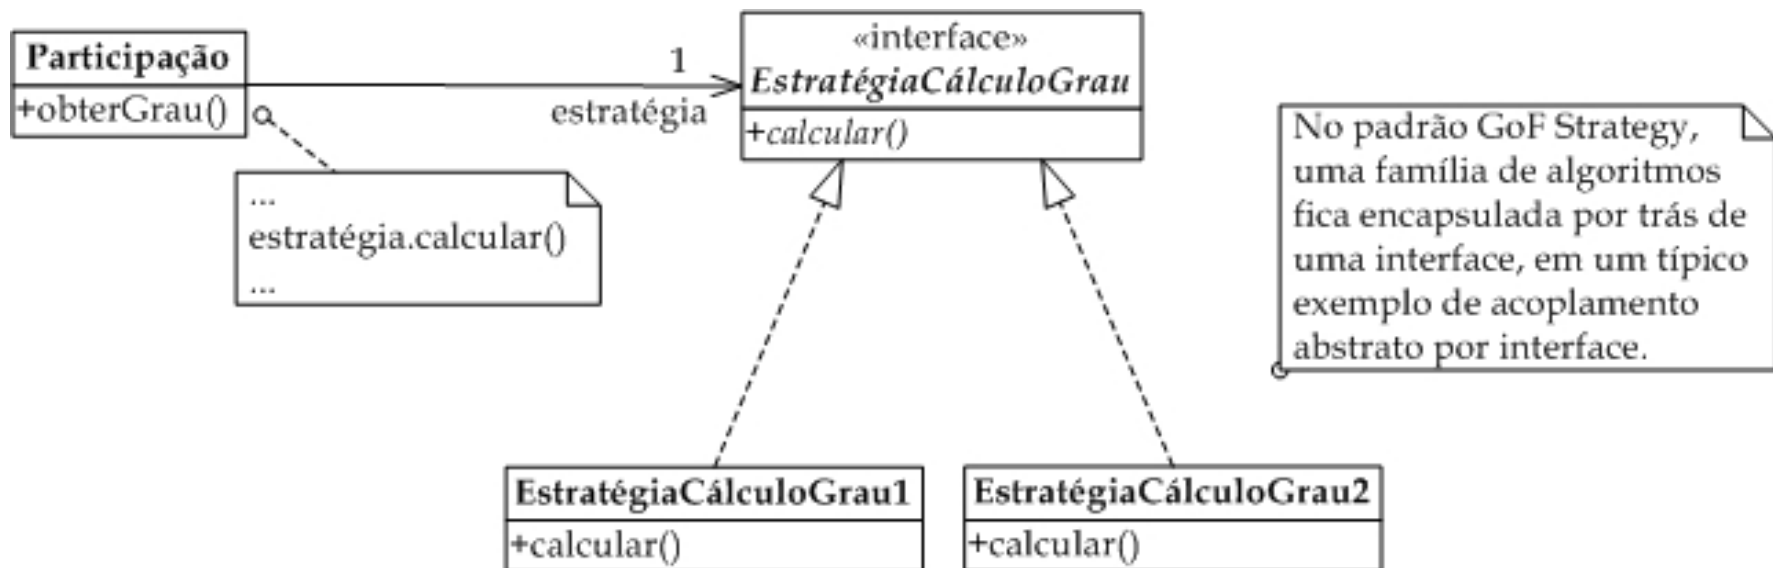 Participação
+obterGrau()
...
estratégia.calcular()
...
1
estratégia
«interface»
EstratégiaCálculoGrau
+calcular()
No padrão GoF Strategy,
uma família de algoritmos
fica encapsulada por trás de
uma interface, em um típico
exemplo de acoplamento
abstrato por interface.
EstratégiaCálculoGrau1
+calcular()
EstratégiaCálculoGrau2
+calcular()